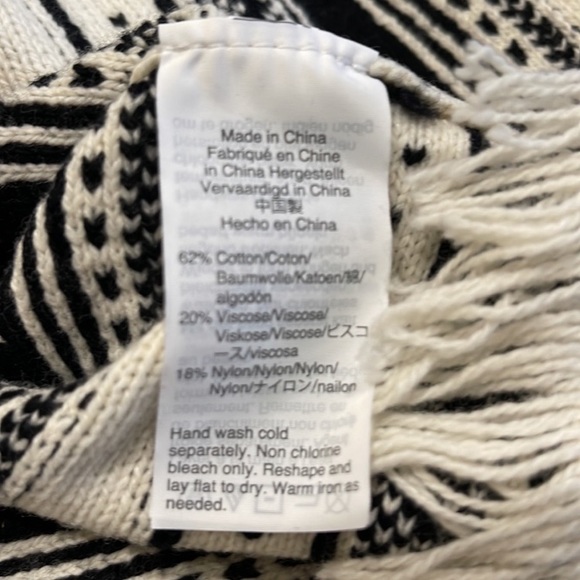 Made in China
Fabriqué en Chine
in China Hergestellt
Vervaardigd in China
中国製
Hecho en China
62% Cotton/Coton/
Baumwolle/Katoen/綿/
algodón
20% Viscose/Viscose/
Viskose/Viscose/ビスコ
ース/viscosa
18% Nylon/Nylon/Nylon/
Nylon/ナイロン/nailon
Hand wash cold
separately. Non chlorine
bleach only. Reshape and
lay flat to dry. Warm iron as
needed.